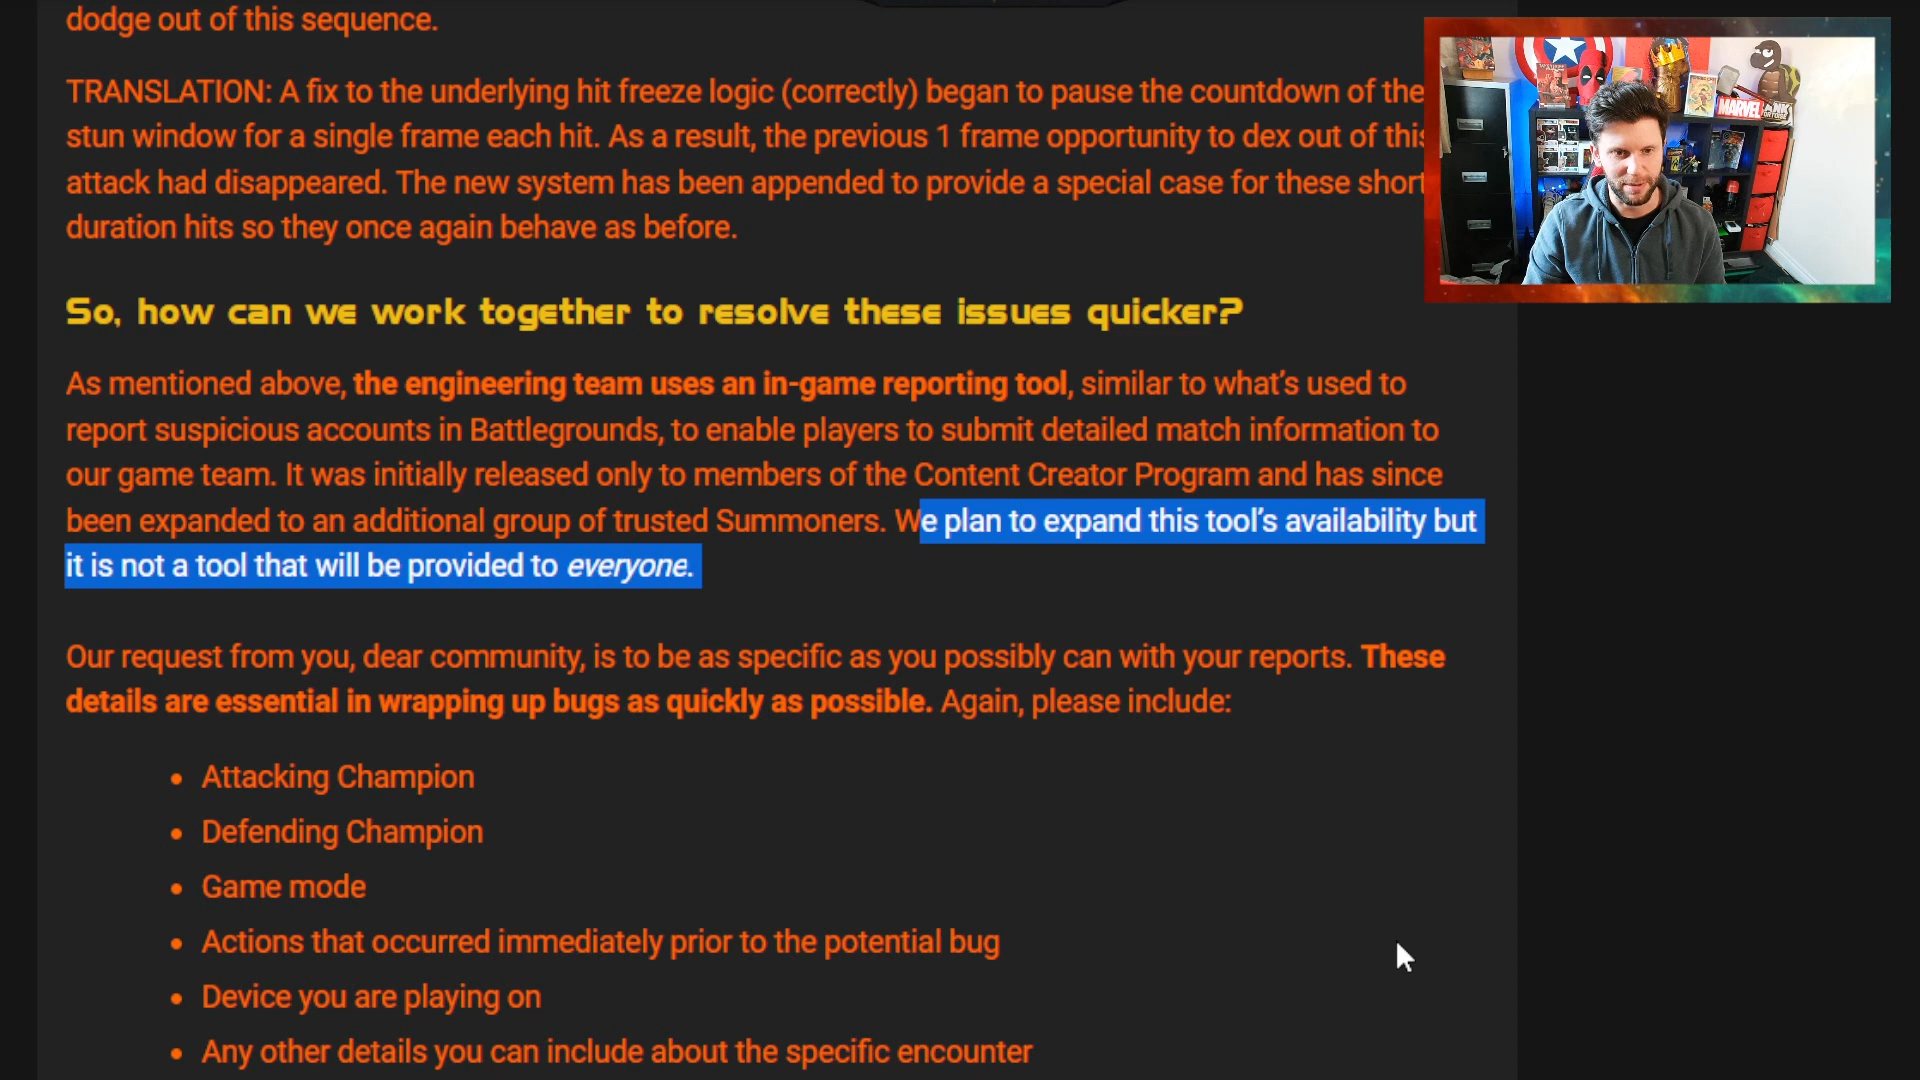 dodge out of this sequence.
TRANSLATION: A fix to the underlying hit freeze logic (correctly) began to pause the countdown of the
stun window for a single frame each hit. As a result, the previous 1 frame opportunity to dex out of this
attack had disappeared. The new system has been appended to provide a special case for these short
duration hits so they once again behave as before.
So, how can we work together to resolve these issues quicker?
As mentioned above, the engineering team uses an in-game reporting tool, similar to what's used to
report suspicious accounts in Battlegrounds, to enable players to submit detailed match information to
our game team. It was initially released only to members of the Content Creator Program and has since
been expanded to an additional group of trusted Summoners. We plan to expand this tool's availability but
it is not a tool that will be provided to everyone.
Our request from you, dear community, is to be as specific as you possibly can with your reports. These
details are essential in wrapping up bugs as quickly as possible. Again, please include:
• Attacking Champion
• Defending Champion
• Game mode
• Actions that occurred immediately prior to the potential bug
• Device you are playing on
• Any other details you can include about the specific encounter
MARVEL